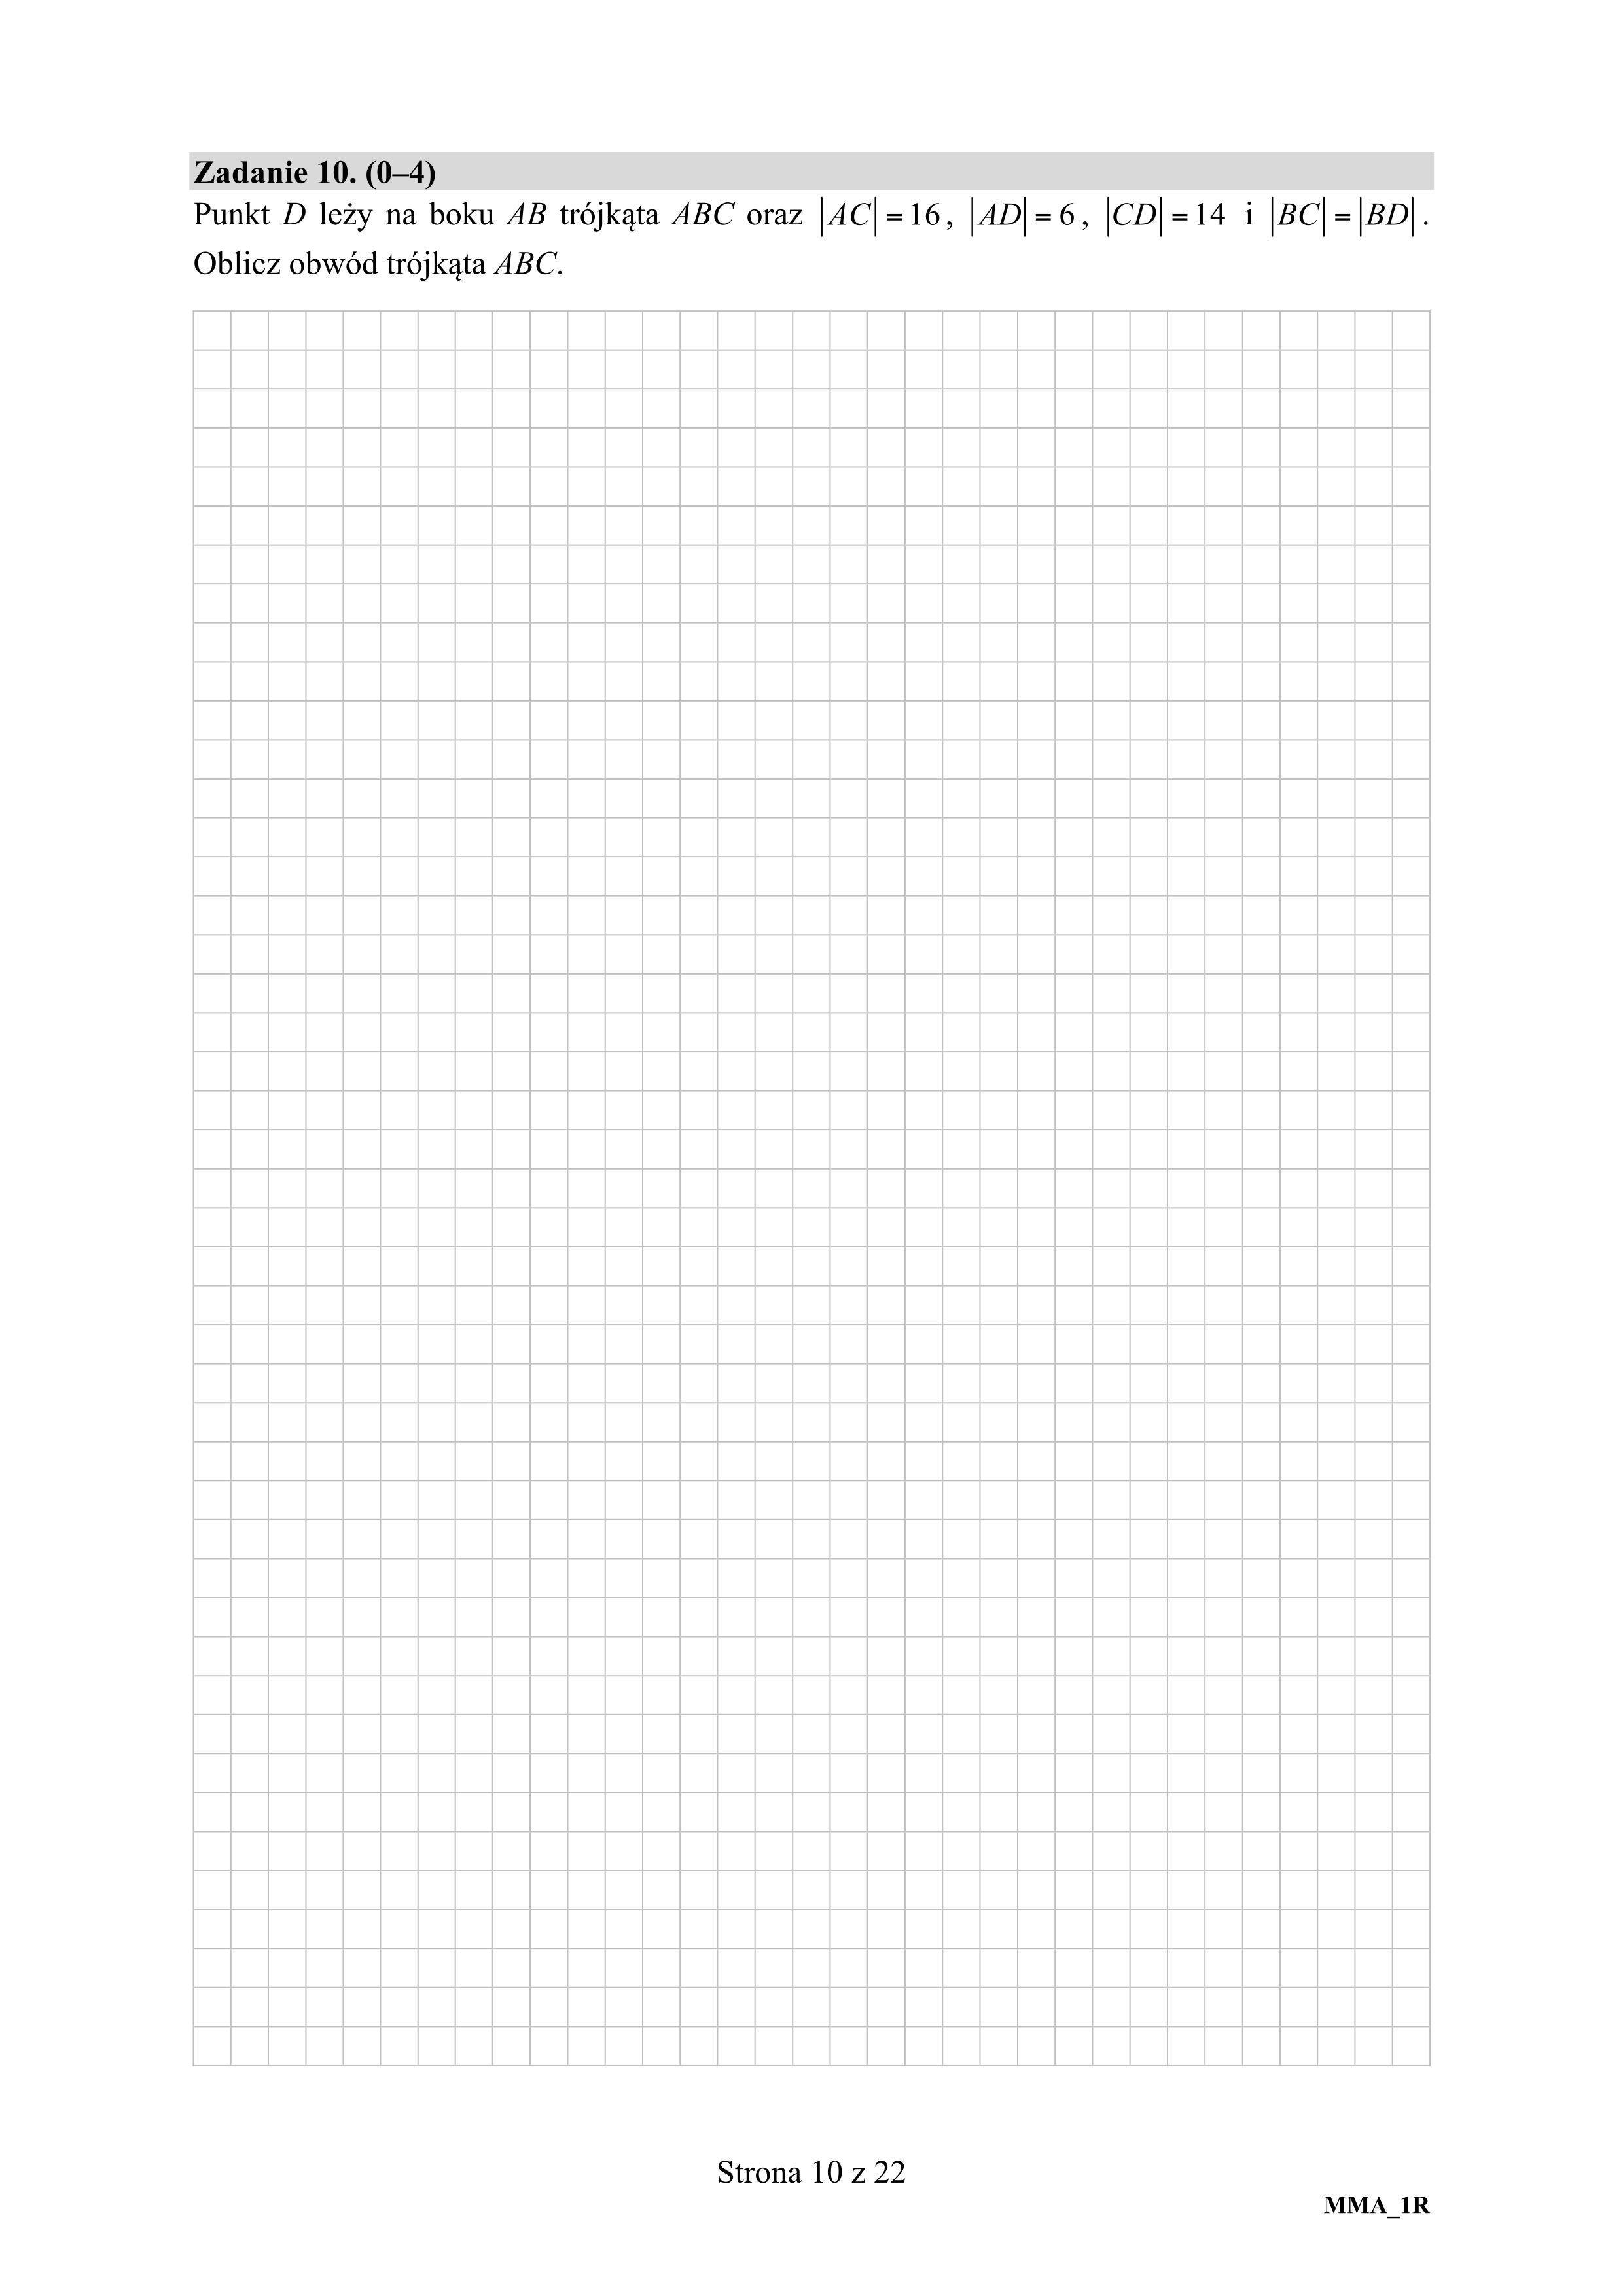 Zadanie 10. (0–4)
Punkt D leży na boku AB trójkąta ABC oraz |AC| = 16, |AD| = 6, |CD| = 14 i |BC| = |BD|.
Oblicz obwód trójkąta ABC.
Strona 10 z 22
MMA_1R